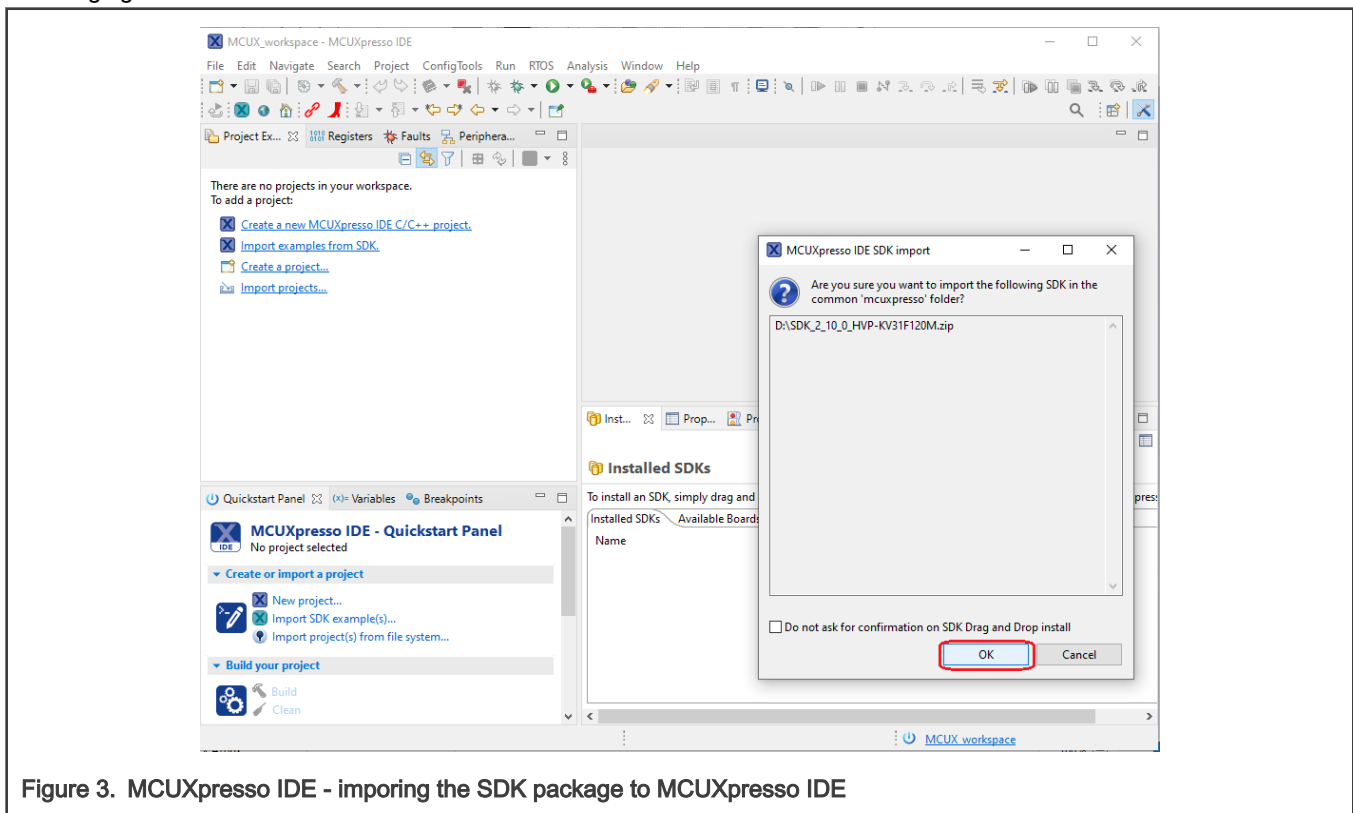 MCUX_workspace - MCUXpresso IDE
File Edit Navigate Search Project ConfigTools Run RTOS Analysis Window Help
Project Ex... Registers Faults Periphera...
There are no projects in your workspace.
To add a project:
Create a new MCUXpresso IDE C/C++ project.
Import examples from SDK.
Create a project...
Import projects...
MCUXpresso IDE SDK import
Are you sure you want to import the following SDK in the
common 'mcuxpresso' folder?
D:\SDK_2_10_0_HVP-KV31F120M.zip
Do not ask for confirmation on SDK Drag and Drop install
OK Cancel
Inst... Prop... Pr
Installed SDKs
To install an SDK, simply drag and
Installed SDKs Available Boards
Name
Quickstart Panel (x)= Variables Breakpoints
IDE
MCUXpresso IDE - Quickstart Panel
No project selected
Create or import a project
New project...
Import SDK example(s)...
Import project(s) from file system...
Build your project
Build
Clean
MCUX_workspace
Figure 3. MCUXpresso IDE - imporing the SDK package to MCUXpresso IDE